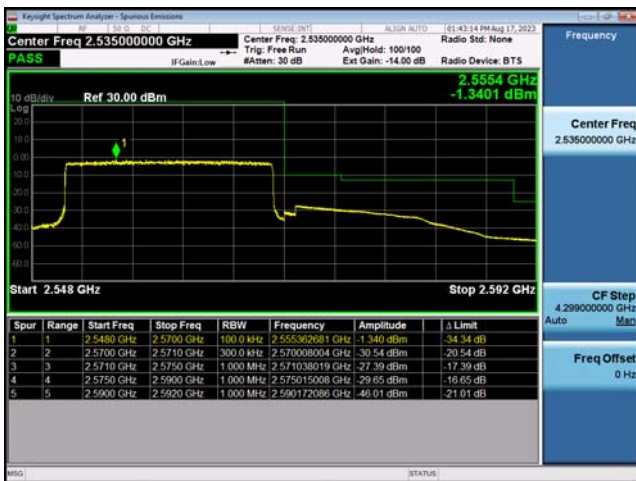 Keysight Spectrum Analyzer - Spurious Emissions
RF 50 Ω DC SENSE:INT ALIGN AUTO 01:43:14 PM Aug 17, 2023
Center Freq 2.535000000 GHz Center Freq: 2.535000000 GHz Radio Std: None
PASS Trig: Free Run Avg|Hold: 100/100
IFGain:Low #Atten: 30 dB Ext Gain: -14.00 dB Radio Device: BTS
2.5554 GHz
-1.3401 dBm
10 dB/div Ref 30.00 dBm
Log
20.0
10.0
0.00
10.0
20.0
30.0
40.0
50.0
60.0
1
Start 2.548 GHz Stop 2.592 GHz
Spur Range Start Freq Stop Freq RBW Frequency Amplitude Δ Limit
1 1 2.5480 GHz 2.5700 GHz 100.0 kHz 2.555362681 GHz -1.340 dBm -34.34 dB
2 2 2.5700 GHz 2.5710 GHz 300.0 kHz 2.570008004 GHz -30.54 dBm -20.54 dB
3 3 2.5710 GHz 2.5750 GHz 1.000 MHz 2.571038019 GHz -27.39 dBm -17.39 dB
4 4 2.5750 GHz 2.5900 GHz 1.000 MHz 2.575015008 GHz -29.65 dBm -16.65 dB
5 5 2.5900 GHz 2.5920 GHz 1.000 MHz 2.590172086 GHz -46.01 dBm -21.01 dB
MSG STATUS
Frequency
Center Freq
2.535000000 GHz
CF Step
4.299000000 GHz
Auto Man
Freq Offset
0 Hz